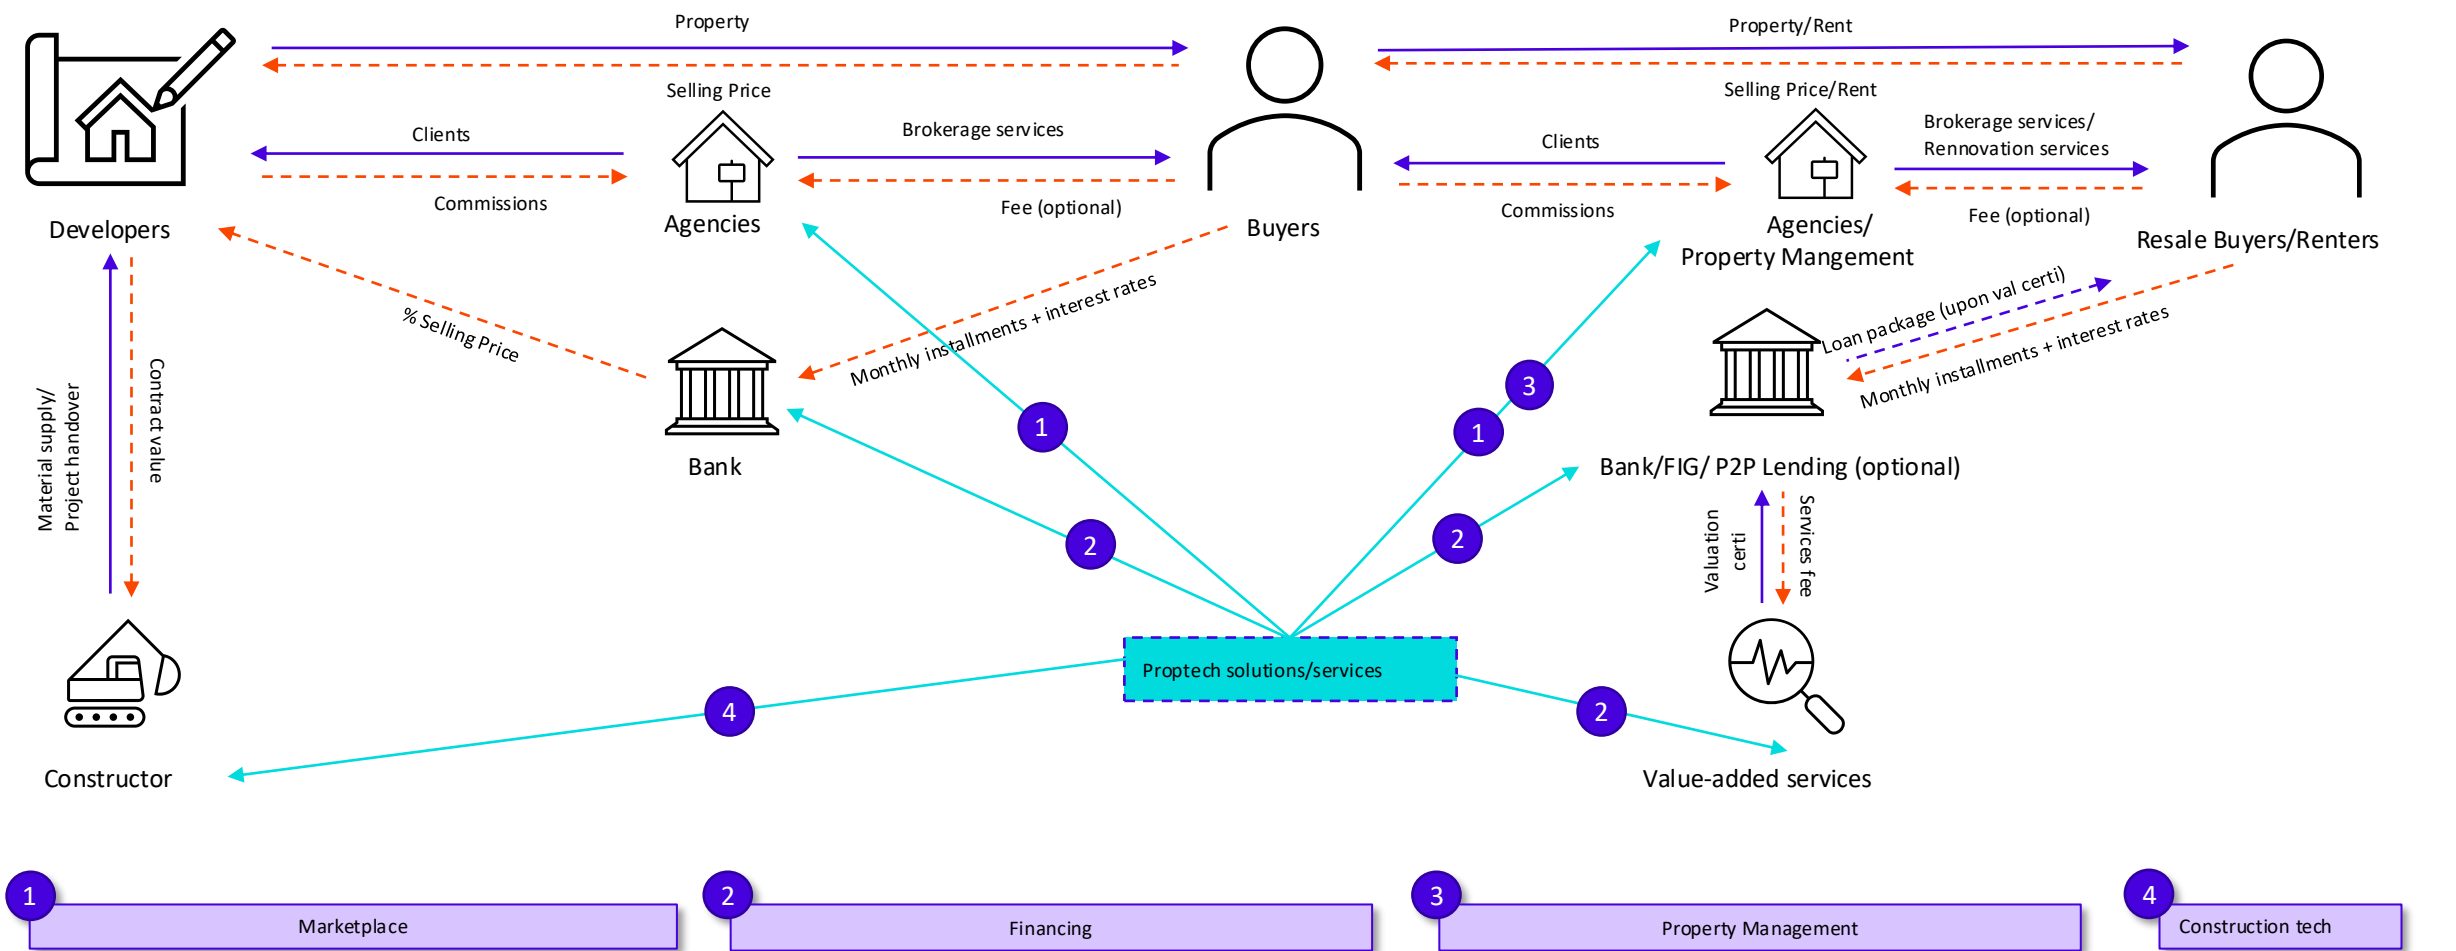 Property
Property/Rent
Selling Price
Selling Price/Rent
Clients
Brokerage services
Clients
Brokerage services/
Rennovation services
Commissions
Fee (optional)
Commissions
Fee (optional)
Developers
Agencies
Buyers
Agencies/
Property Mangement
Resale Buyers/Renters
% Selling Price
Monthly installments + interest rates
Loan package (upon val certi)
Monthly installments + interest rates
Material supply/
Project handover
Contract value
1
3
1
Bank
2
2
Bank/FIG/ P2P Lending (optional)
Valuation
certi
Services fee
Proptech solutions/services
4
2
Constructor
Value-added services
1
Marketplace
2
Financing
3
Property Management
4
Construction tech